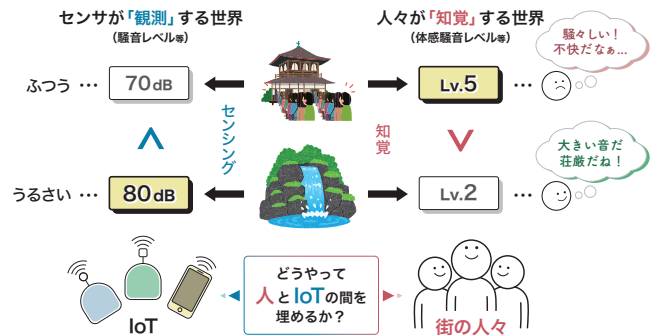 センサが「観測」する世界
(騒音レベル等)
人々が「知覚」する世界
(体感騒音レベル等)
騒々しい！
不快だなぁ…
ふつう … 70dB
Lv.5 …
センシング
知覚
大きい音だ
荘厳だね！
うるさい … 80dB
Lv.2 …
どうやって
人とIoTの間を
埋めるか？
IoT
街の人々